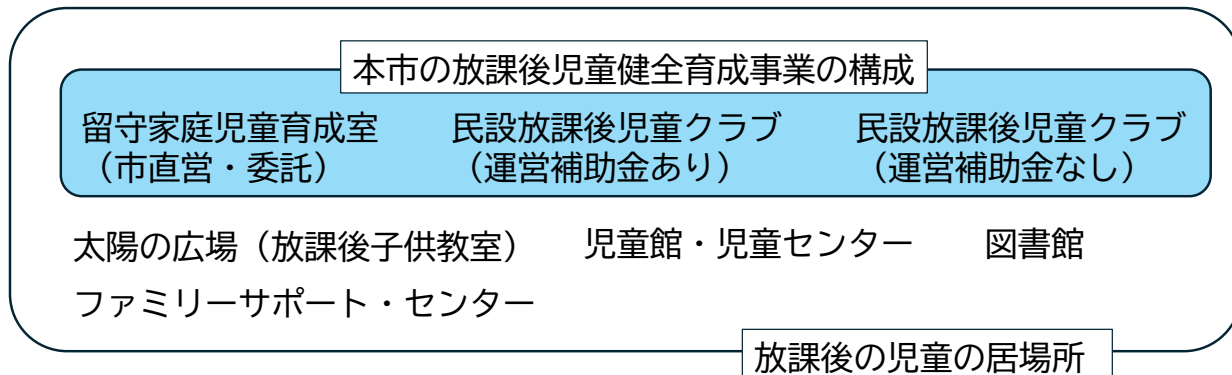 本市の放課後児童健全育成事業の構成
留守家庭児童育成室
（市直営・委託）
民設放課後児童クラブ
（運営補助金あり）
民設放課後児童クラブ
（運営補助金なし）
太陽の広場（放課後子供教室）
児童館・児童センター
図書館
ファミリーサポート・センター
放課後の児童の居場所